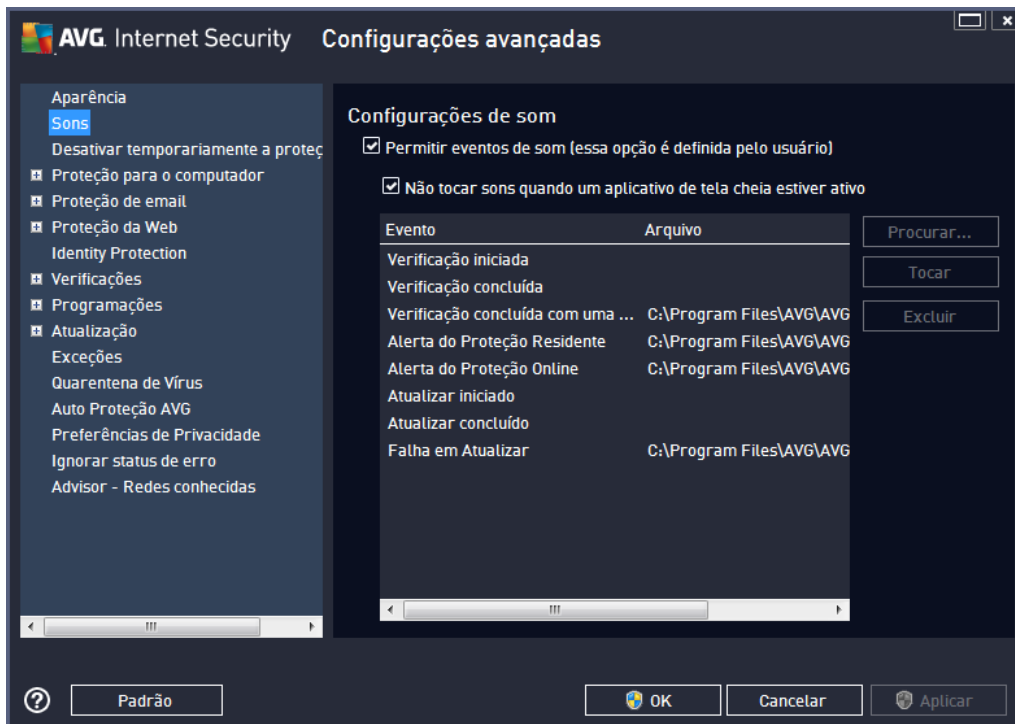 AVG. Internet Security Configurações avançadas
Aparência
Sons
Desativar temporariamente a proteç
Proteção para o computador
Proteção de email
Proteção da Web
Identity Protection
Verificações
Programações
Atualização
Exceções
Quarentena de Vírus
Auto Proteção AVG
Preferências de Privacidade
Ignorar status de erro
Advisor - Redes conhecidas
Configurações de som
Permitir eventos de som (essa opção é definida pelo usuário)
Não tocar sons quando um aplicativo de tela cheia estiver ativo
Evento Arquivo
Verificação iniciada
Verificação concluída
Verificação concluída com uma ... C:\Program Files\AVG\AVG
Alerta do Proteção Residente C:\Program Files\AVG\AVG
Alerta do Proteção Online C:\Program Files\AVG\AVG
Atualizar iniciado
Atualizar concluído
Falha em Atualizar C:\Program Files\AVG\AVG
Procurar...
Tocar
Excluir
Padrão OK Cancelar Aplicar